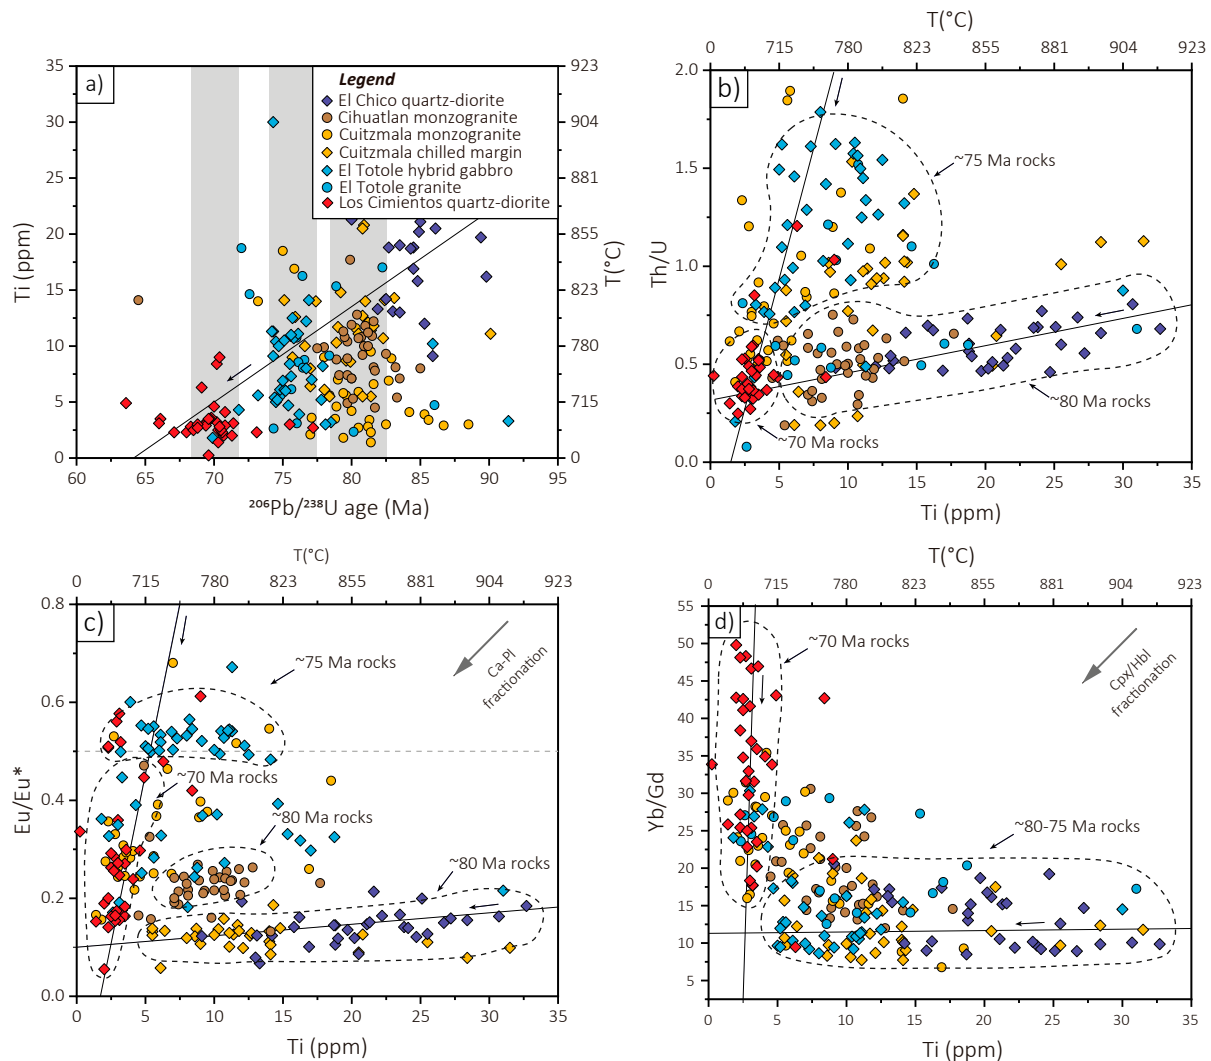 a)
Legend
El Chico quartz-diorite
Cihuatlan monzogranite
Cuitzmala monzogranite
Cuitzmala chilled margin
El Totole hybrid gabbro
El Totole granite
Los Cimientos quartz-diorite
35
30
25
20
15
10
5
0
Ti (ppm)
923
904
881
855
823
780
715
0
T(°C)
60 65 70 75 80 85 90 95
²⁰⁶Pb/²³⁸U age (Ma)
T(°C)
0 715 780 823 855 881 904 923
b)
2.0
1.5
1.0
0.5
0.0
Th/U
~75 Ma rocks
~80 Ma rocks
~70 Ma rocks
0 5 10 15 20 25 30 35
Ti (ppm)
T(°C)
0 715 780 823 855 881 904 923
c)
0.8
0.6
0.4
0.2
0.0
Eu/Eu*
~75 Ma rocks
Ca-Pl
fractionation
~70 Ma rocks
~80 Ma rocks
~80 Ma rocks
0 5 10 15 20 25 30 35
Ti (ppm)
T(°C)
0 715 780 823 855 881 904 923
d)
55
50
45
40
35
30
25
20
15
10
5
Yb/Gd
~70 Ma rocks
Cpx/Hbl
fractionation
~80-75 Ma rocks
0 5 10 15 20 25 30 35
Ti (ppm)